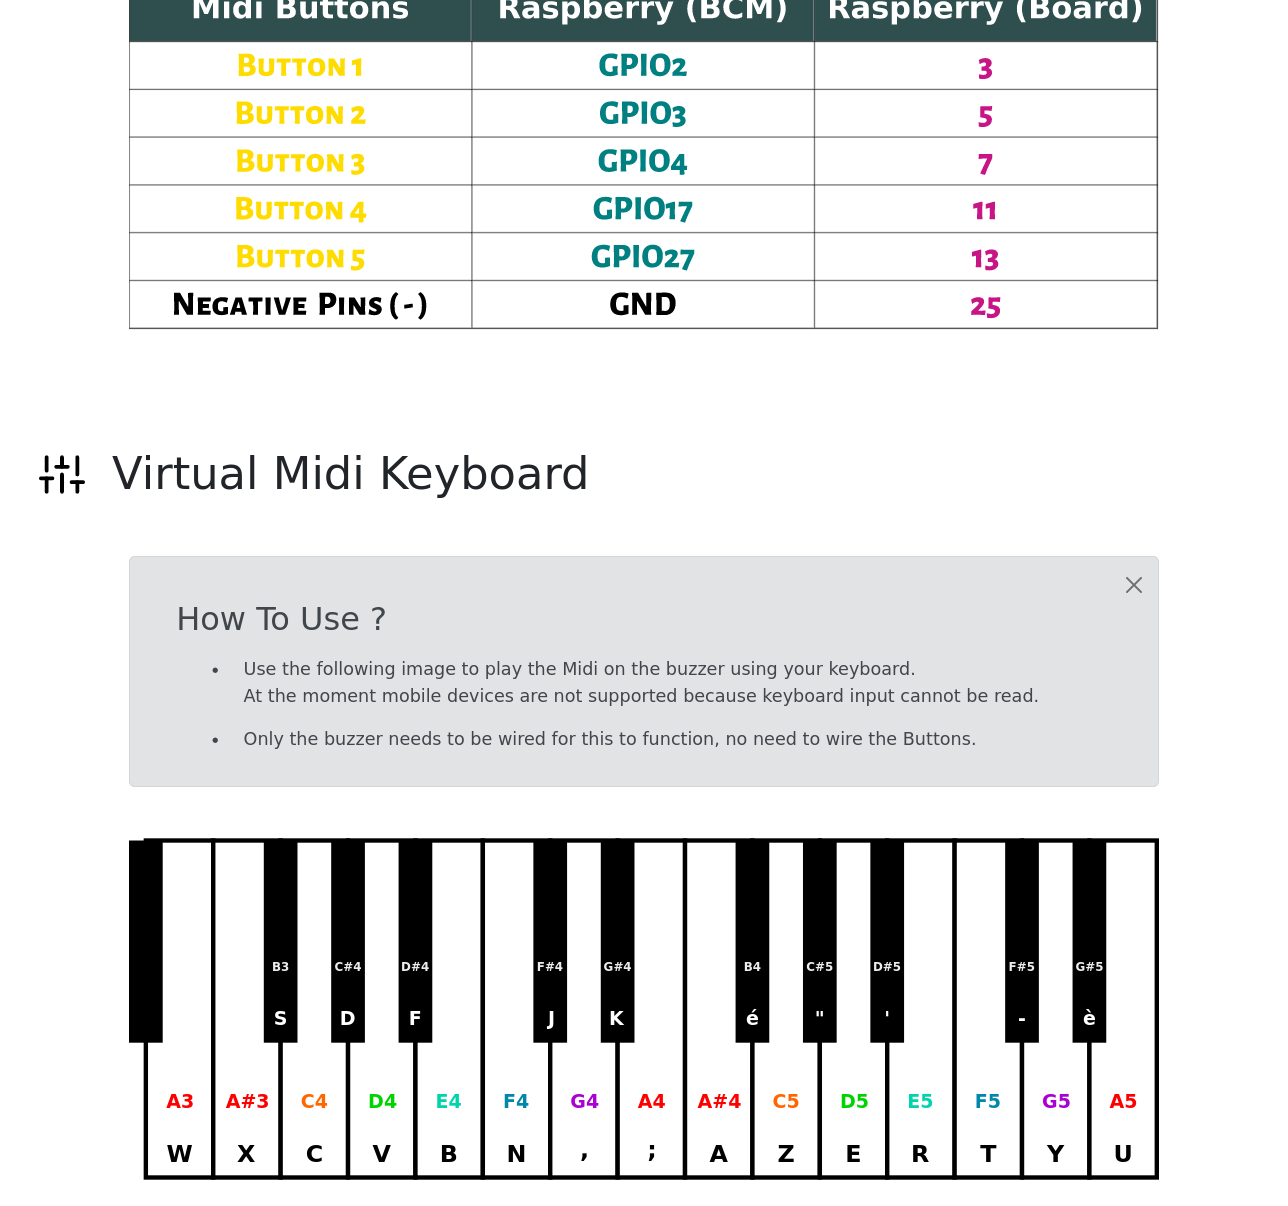 Midi Buttons Raspberry (BCM) Raspberry (Board)
Button 1 GPIO2 3
Button 2 GPIO3 5
Button 3 GPIO4 7
Button 4 GPIO17 11
Button 5 GPIO27 13
Negative Pins (-) GND 25
Virtual Midi Keyboard
How To Use ?
• Use the following image to play the Midi on the buzzer using your keyboard.
At the moment mobile devices are not supported because keyboard input cannot be read.
• Only the buzzer needs to be wired for this to function, no need to wire the Buttons.
B3 C#4 D#4 F#4 G#4 B4 C#5 D#5 F#5 G#5
S D F J K é " ' - è
A3 A#3 C4 D4 E4 F4 G4 A4 A#4 C5 D5 E5 F5 G5 A5
W X C V B N , ; A Z E R T Y U